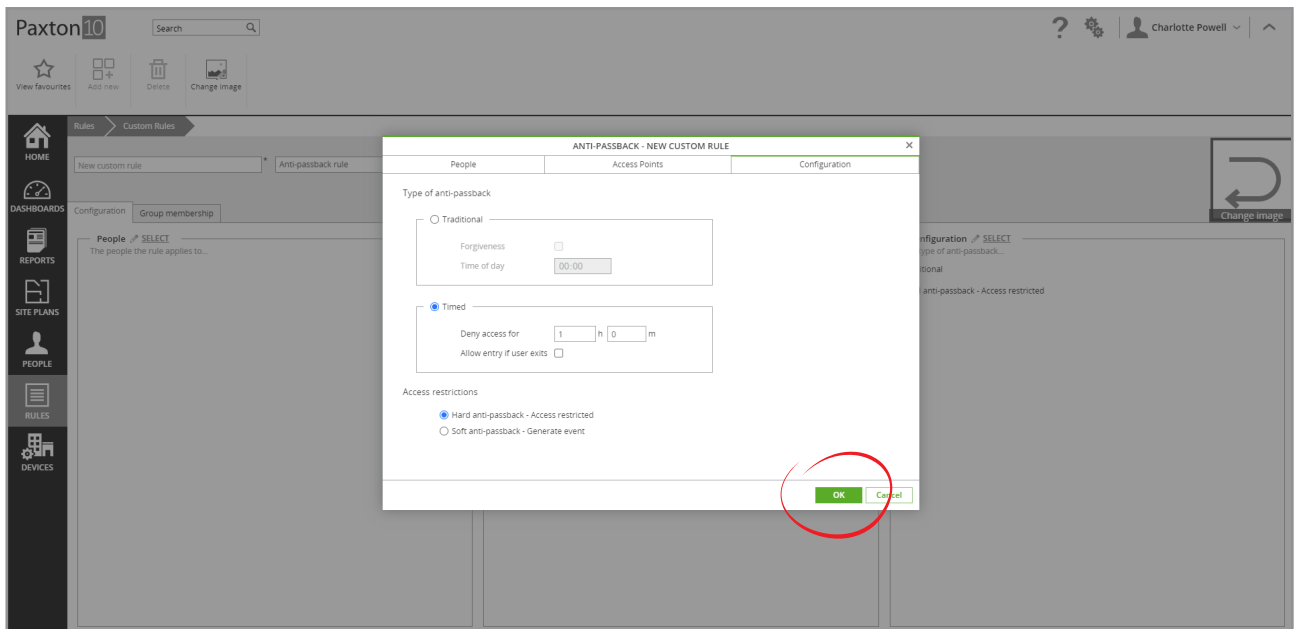 Paxton 10
Search
Charlotte Powell
View favourites
Add new
Delete
Change image
Rules
Custom Rules
HOME
DASHBOARDS
REPORTS
SITE PLANS
PEOPLE
RULES
DEVICES
New custom rule
*
Anti-passback rule
Change image
Configuration
Group membership
People SELECT
The people the rule applies to...
nfiguration SELECT
ype of anti-passback...
itional
anti-passback - Access restricted
ANTI-PASSBACK - NEW CUSTOM RULE
People
Access Points
Configuration
Type of anti-passback
Traditional
Forgiveness
Time of day 00:00
Timed
Deny access for 1 h 0 m
Allow entry if user exits
Access restrictions
Hard anti-passback - Access restricted
Soft anti-passback - Generate event
OK
Cancel